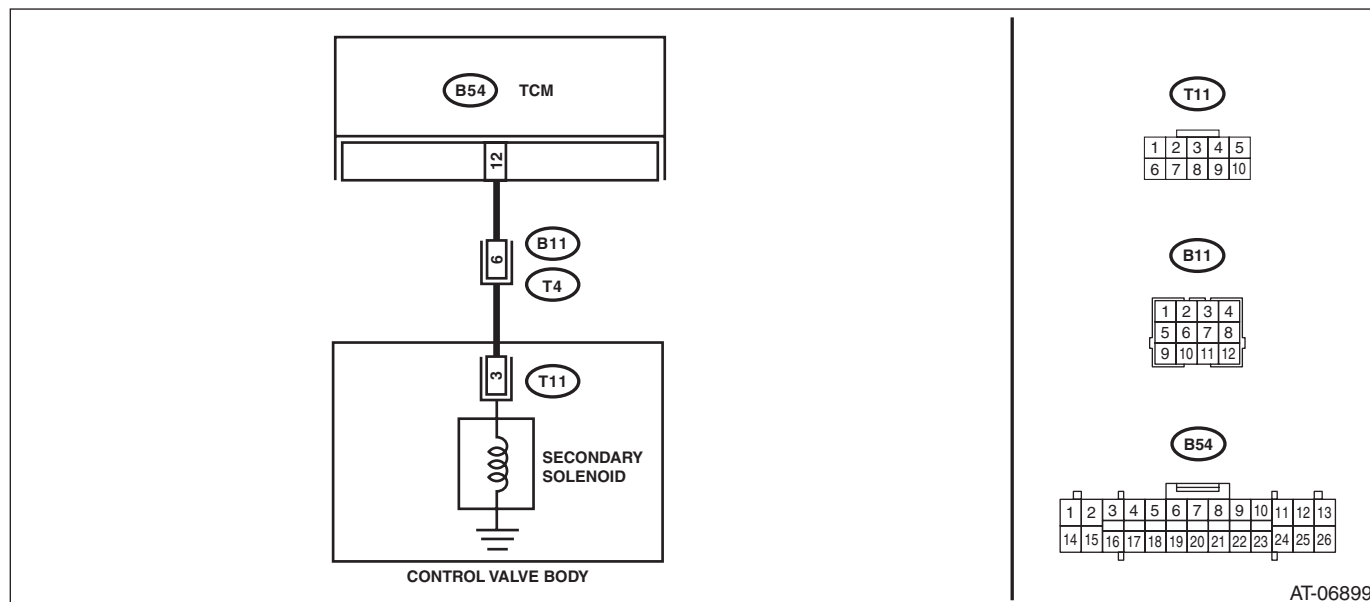 B54 TCM
12
B11
6
T4
3
T11
SECONDARY
SOLENOID
CONTROL VALVE BODY
T11
1 2 3 4 5
6 7 8 9 10
B11
1 2 3 4
5 6 7 8
9 10 11 12
B54
1 2 3 4 5 6 7 8 9 10 11 12 13
14 15 16 17 18 19 20 21 22 23 24 25 26
AT-06899